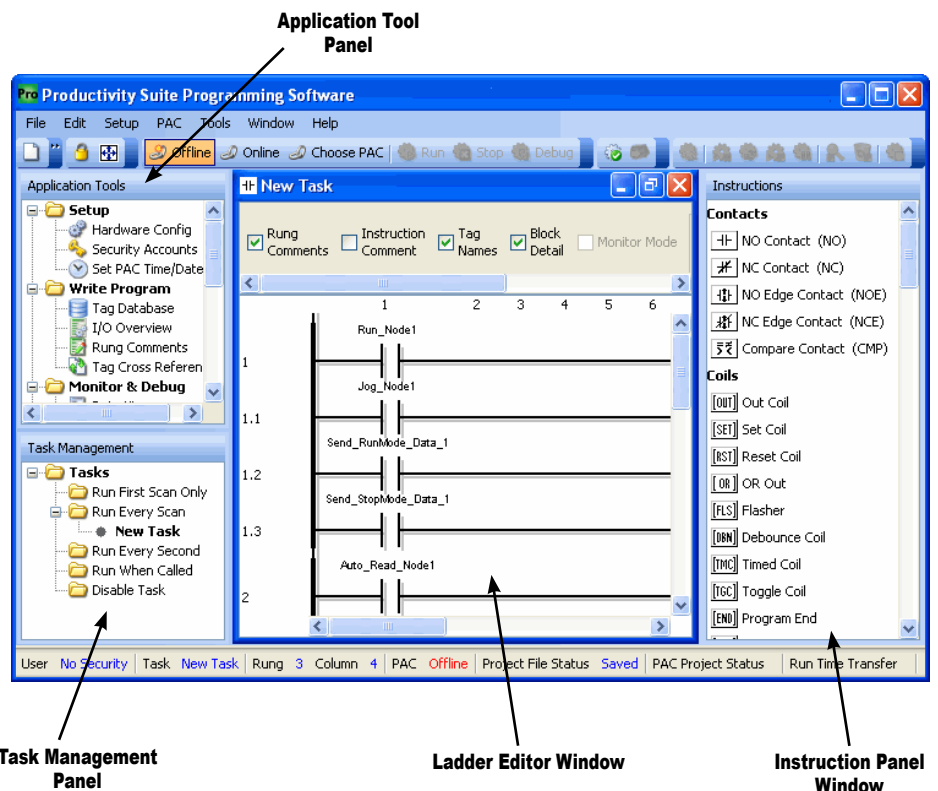 Application Tool
Panel
Pro Productivity Suite Programming Software
File Edit Setup PAC Tools Window Help
Offline Online Choose PAC Run Stop Debug
Application Tools
Setup
Hardware Config
Security Accounts
Set PAC Time/Date
Write Program
Tag Database
I/O Overview
Rung Comments
Tag Cross Referen
Monitor & Debug
Task Management
Tasks
Run First Scan Only
Run Every Scan
New Task
Run Every Second
Run When Called
Disable Task
New Task
Rung Comments
Instruction Comment
Tag Names
Block Detail
Monitor Mode
1 2 3 4 5 6
Run_Node1
1
Jog_Node1
1.1
Send_RunMode_Data_1
1.2
Send_StopMode_Data_1
1.3
Auto_Read_Node1
2
Instructions
Contacts
NO Contact (NO)
NC Contact (NC)
NO Edge Contact (NOE)
NC Edge Contact (NCE)
Compare Contact (CMP)
Coils
[OUT] Out Coil
[SET] Set Coil
[RST] Reset Coil
[OR] OR Out
[FLS] Flasher
[DBN] Debounce Coil
[TMC] Timed Coil
[TGC] Toggle Coil
[END] Program End
User No Security Task New Task Rung 3 Column 4 PAC Offline Project File Status Saved PAC Project Status Run Time Transfer
Task Management
Panel
Ladder Editor Window
Instruction Panel
Window